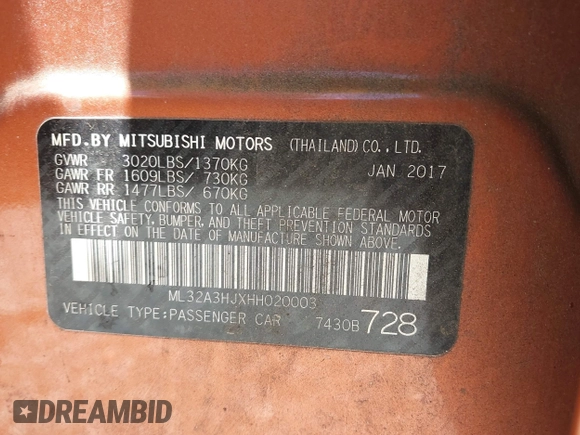 MFD.BY MITSUBISHI MOTORS (THAILAND)CO.,LTD.
GVWR 3020LBS/1370KG JAN 2017
GAWR FR 1609LBS/ 730KG
GAWR RR 1477LBS/ 670KG
THIS VEHICLE CONFORMS TO ALL APPLICABLE FEDERAL MOTOR
VEHICLE SAFETY, BUMPER, AND THEFT PREVENTION STANDARDS
IN EFFECT ON THE DATE OF MANUFACTURE SHOWN ABOVE.
ML32A3HJXHH020003
VEHICLE TYPE:PASSENGER CAR 7430B 728
DREAMBID